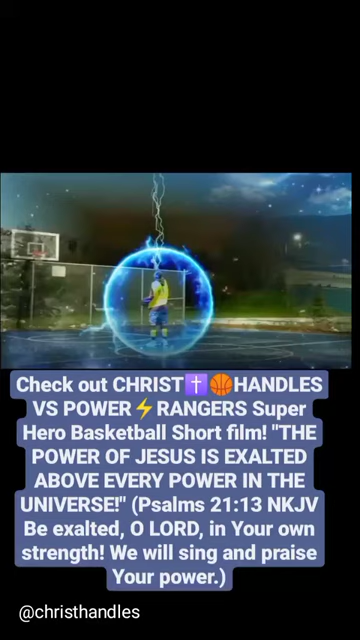 Check out CHRIST✝️🏀HANDLES
VS POWER⚡RANGERS Super
Hero Basketball Short film! "THE
POWER OF JESUS IS EXALTED
ABOVE EVERY POWER IN THE
UNIVERSE!" (Psalms 21:13 NKJV
Be exalted, O LORD, in Your own
strength! We will sing and praise
Your power.)
@christhandles